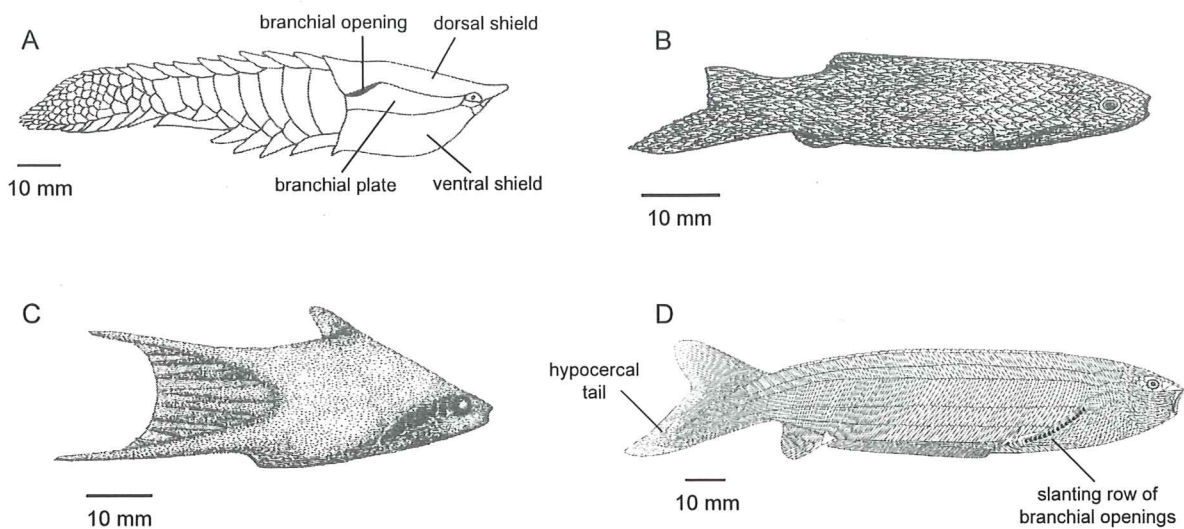 A
branchial opening
dorsal shield
branchial plate
ventral shield
10 mm
B
10 mm
C
10 mm
D
hypocercal
tail
10 mm
slanting row of
branchial openings